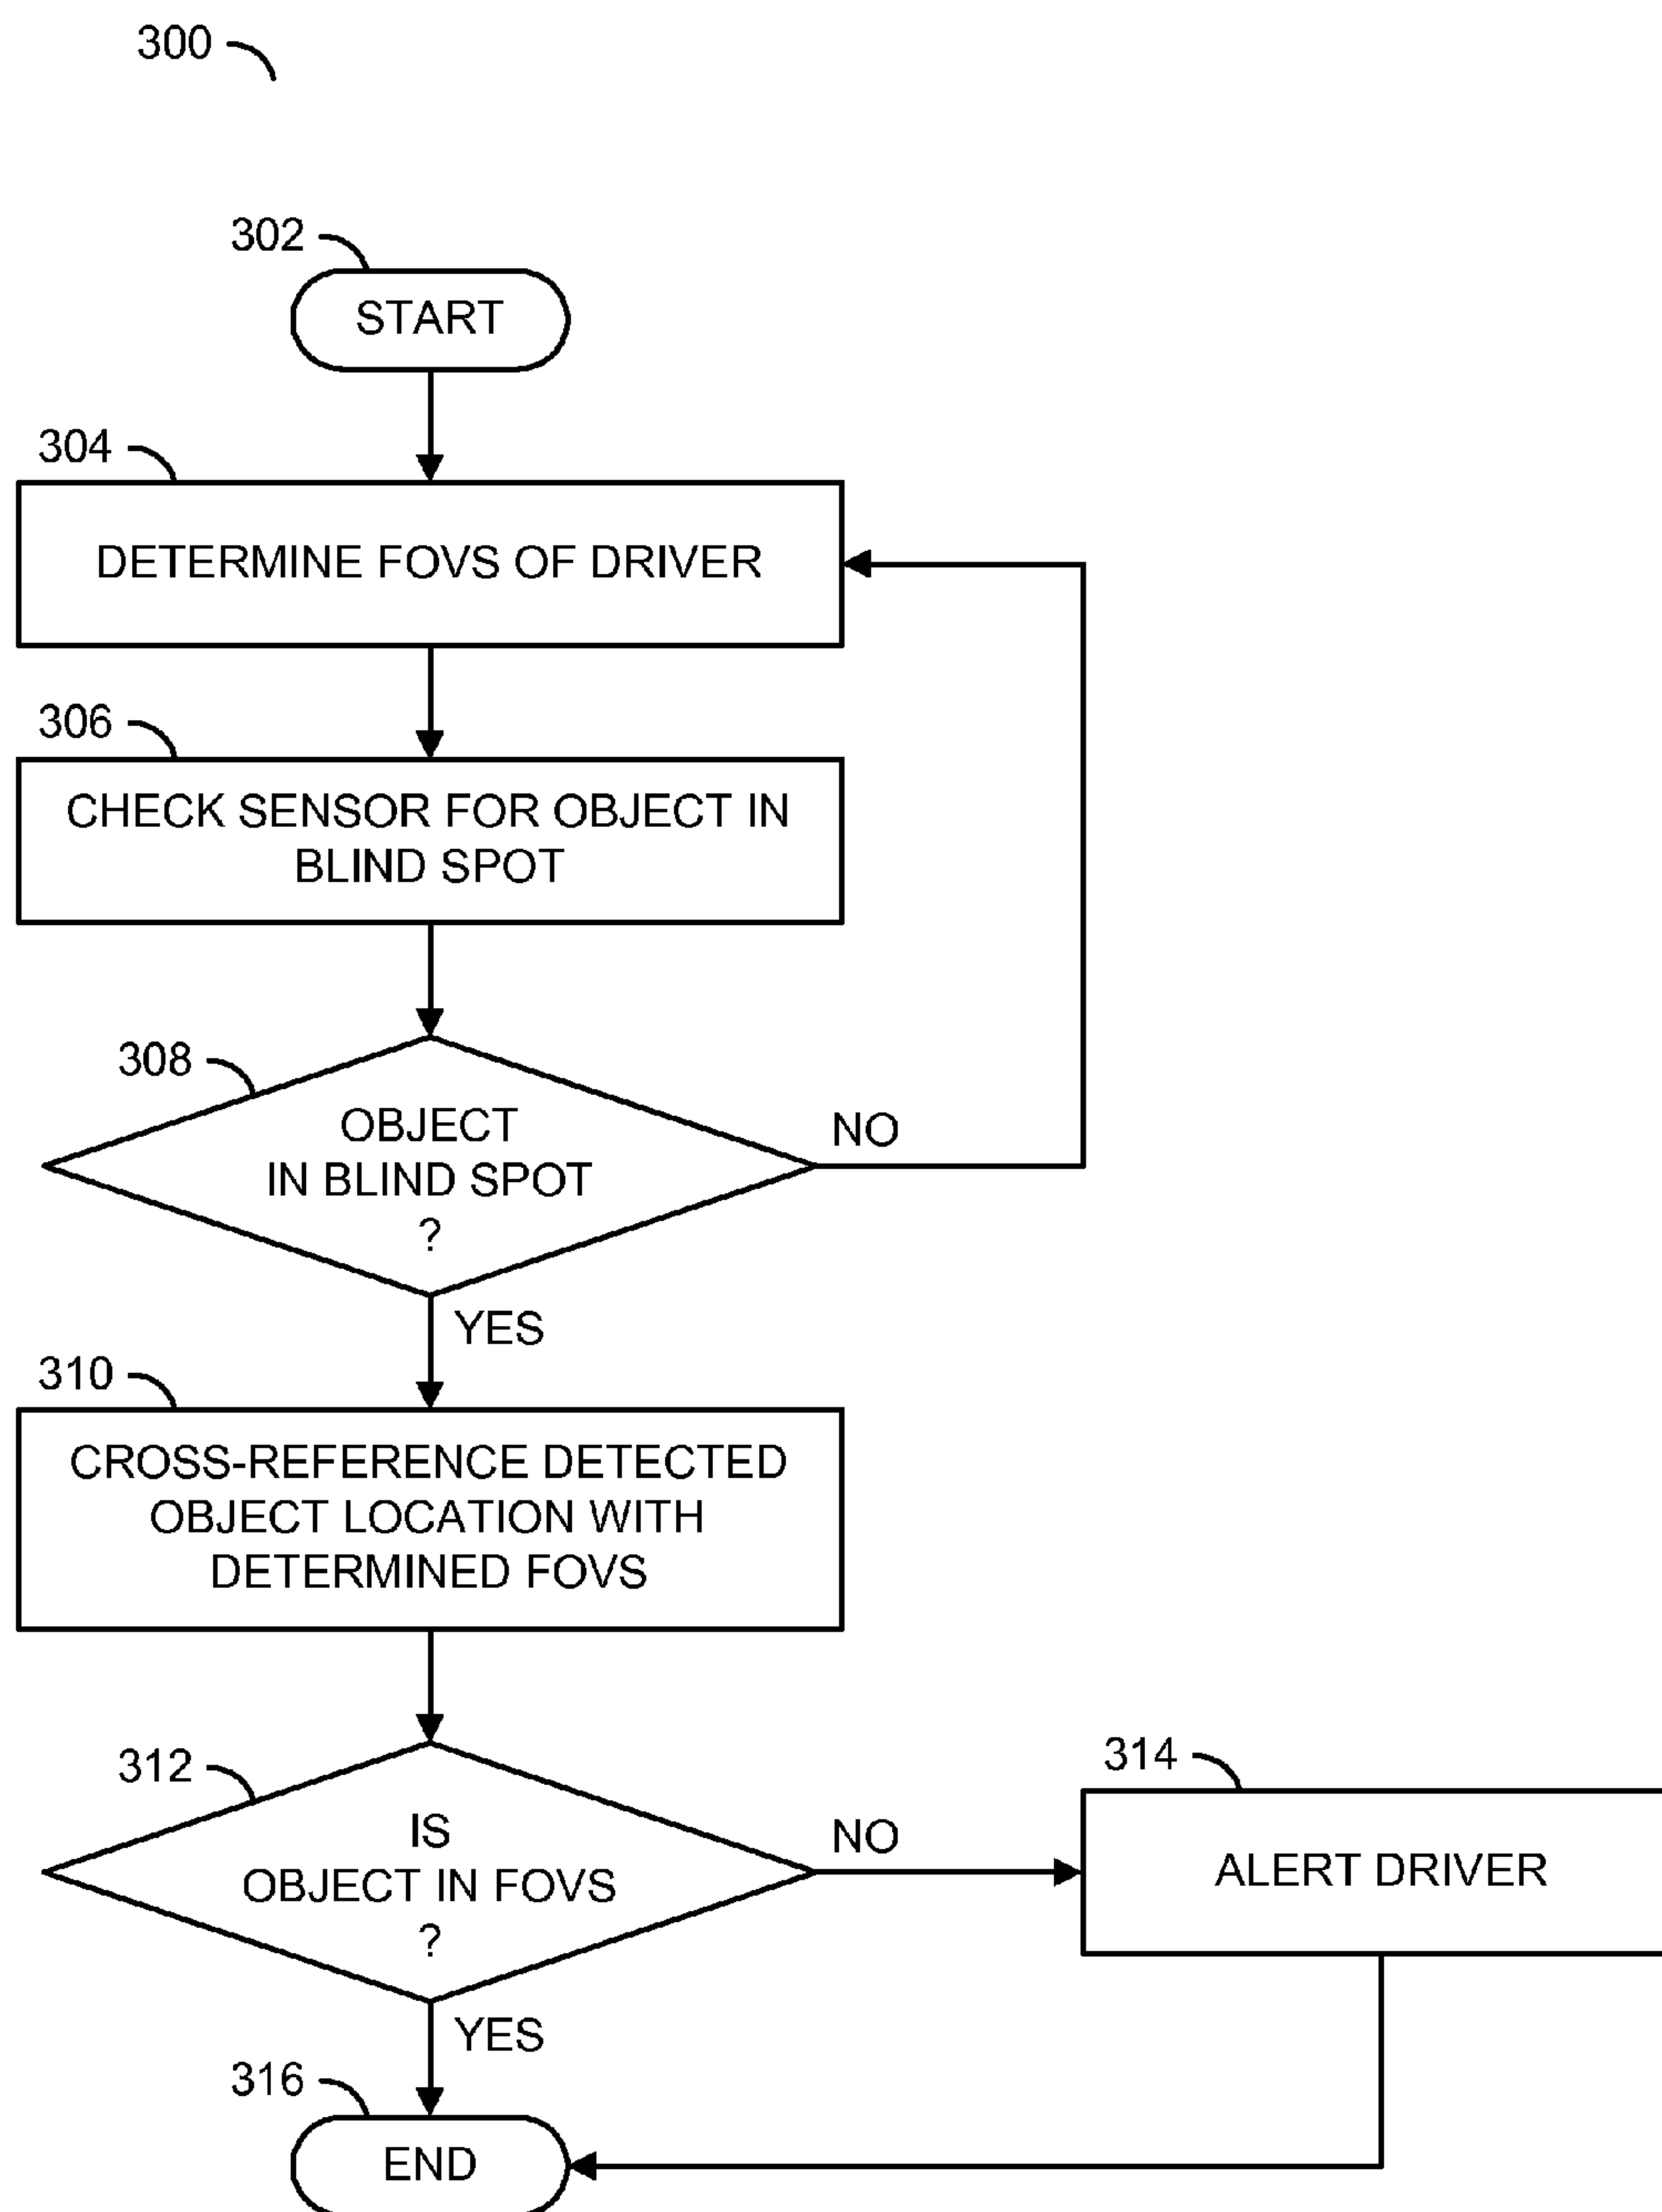 300
302
START
304
DETERMINE FOVS OF DRIVER
306
CHECK SENSOR FOR OBJECT IN
BLIND SPOT
308
OBJECT
IN BLIND SPOT
?
NO
YES
310
CROSS-REFERENCE DETECTED
OBJECT LOCATION WITH
DETERMINED FOVS
312
IS
OBJECT IN FOVS
?
NO
314
ALERT DRIVER
YES
316
END